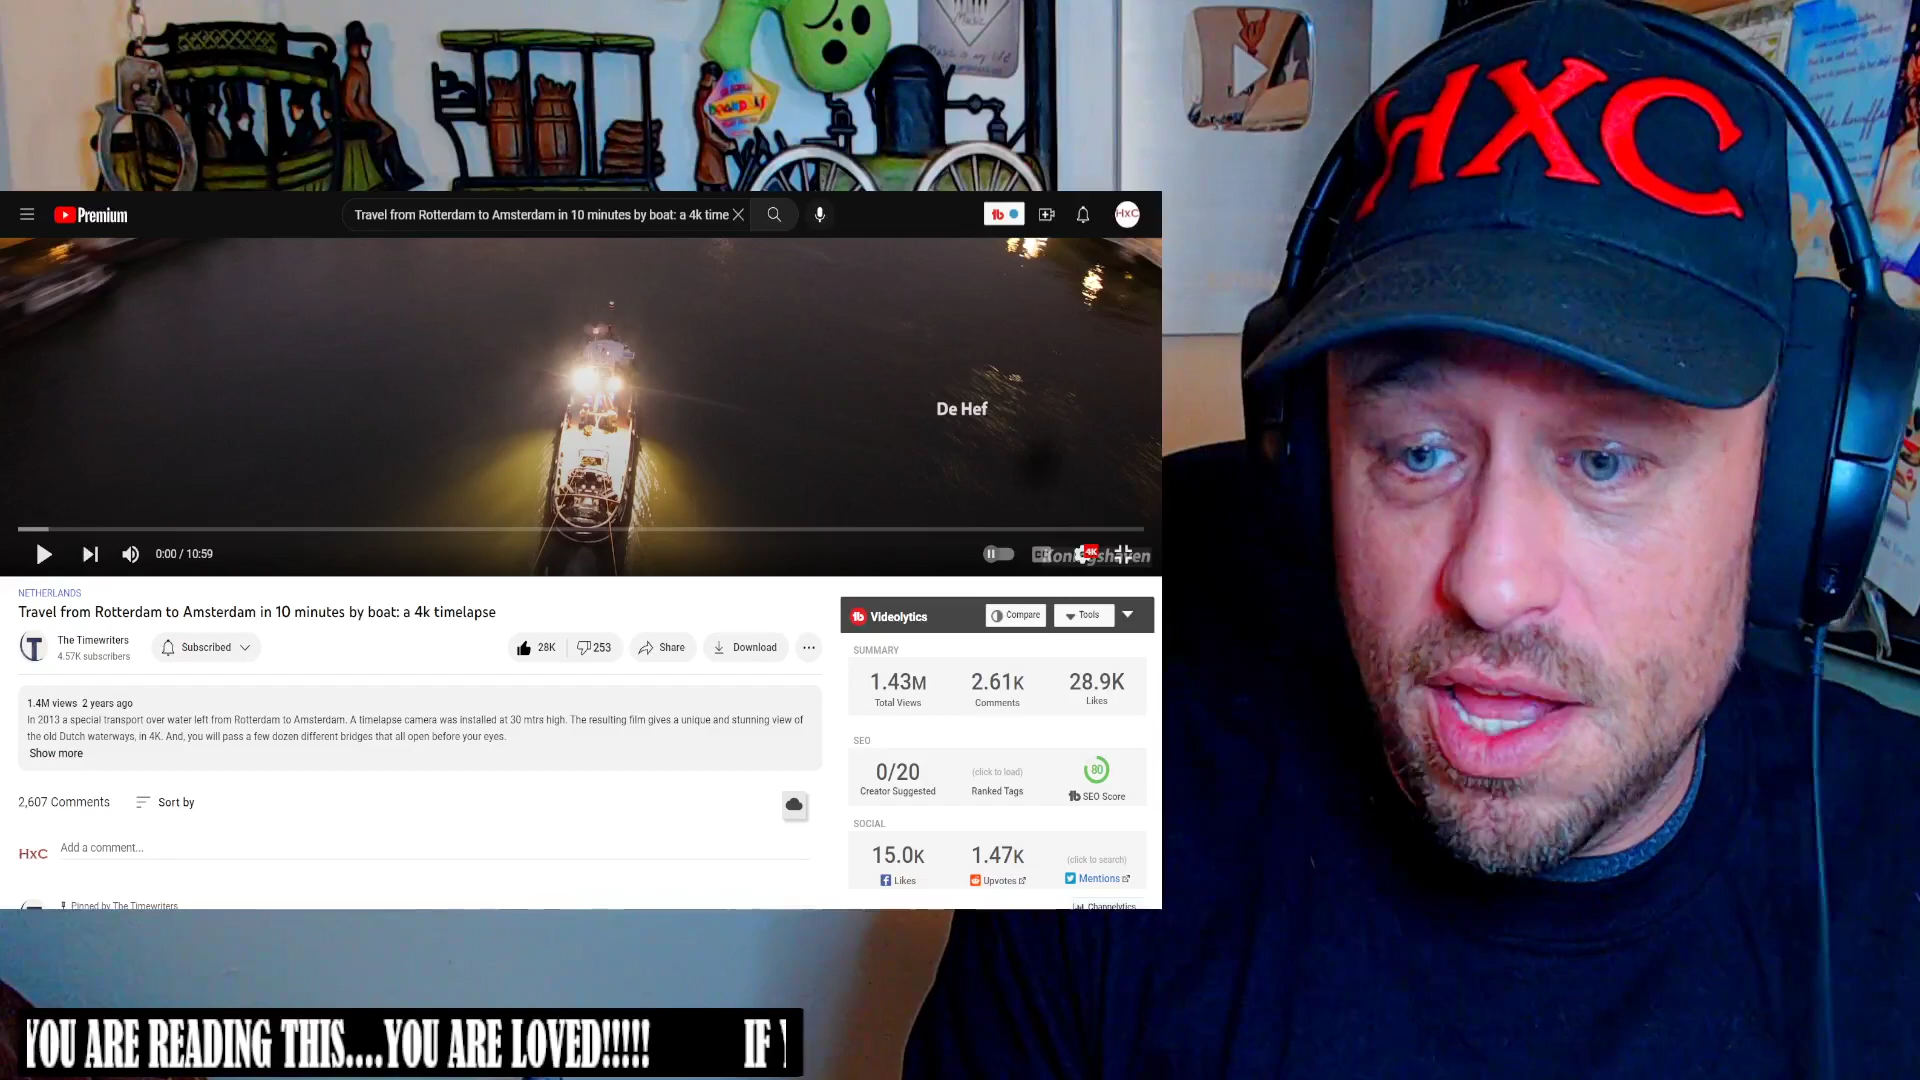 HXC
Premium
Travel from Rotterdam to Amsterdam in 10 minutes by boat: a 4k time
HxC
De Hef
0:00 / 10:59
4K
NETHERLANDS
Travel from Rotterdam to Amsterdam in 10 minutes by boat: a 4k timelapse
The Timewriters
4.57K subscribers
Subscribed
28K
253
Share
Download
1.4M views 2 years ago
In 2013 a special transport over water left from Rotterdam to Amsterdam. A timelapse camera was installed at 30 mtrs high. The resulting film gives a unique and stunning view of
the old Dutch waterways, in 4K. And, you will pass a few dozen different bridges that all open before your eyes.
Show more
2,607 Comments
Sort by
HxC
Add a comment...
Pinned by The Timewriters
Videolytics
Compare
Tools
SUMMARY
1.43M
2.61K
28.9K
Total Views
Comments
Likes
SEO
0/20
(click to load)
80
Creator Suggested
Ranked Tags
SEO Score
SOCIAL
15.0K
1.47K
(click to search)
Likes
Upvotes
Mentions
Channelytics
YOU ARE READING THIS....YOU ARE LOVED!!!!! IF